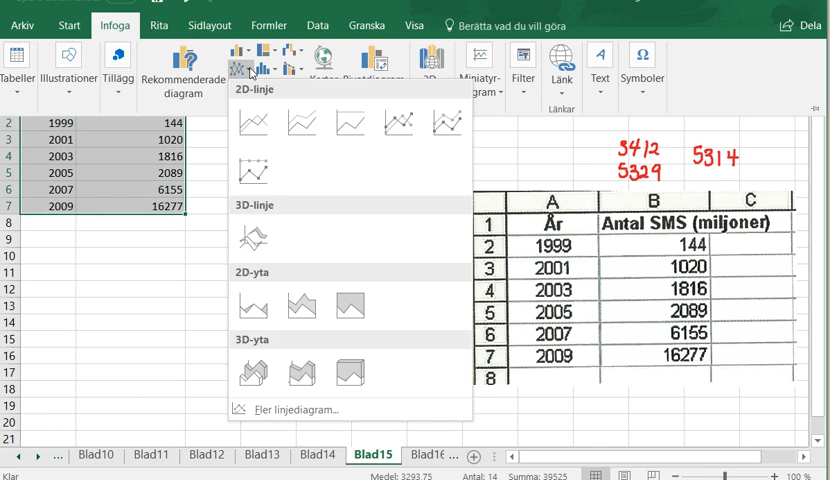 Arkiv Start Infoga Rita Sidlayout Formler Data Granska Visa Berätta vad du vill göra Dela
Tabeller Illustrationer Tillägg Rekommenderade diagram Miniatyr- diagram Filter Länk Text Symboler
Länkar
2D-linje
3D-linje
2D-yta
3D-yta
Fler linjediagram...
2 1999 144
3 2001 1020
4 2003 1816
5 2005 2089
6 2007 6155
7 2009 16277
8
9
10
11
12
13
14
15
16
17
18
19
20
21
3412 5314
5329
A B C
1 År Antal SMS (miljoner)
2 1999 144
3 2001 1020
4 2003 1816
5 2005 2089
6 2007 6155
7 2009 16277
8
... Blad10 Blad11 Blad12 Blad13 Blad14 Blad15 Blad16 ...
Klar Medel: 3293.75 Antal: 14 Summa: 39525 100 %